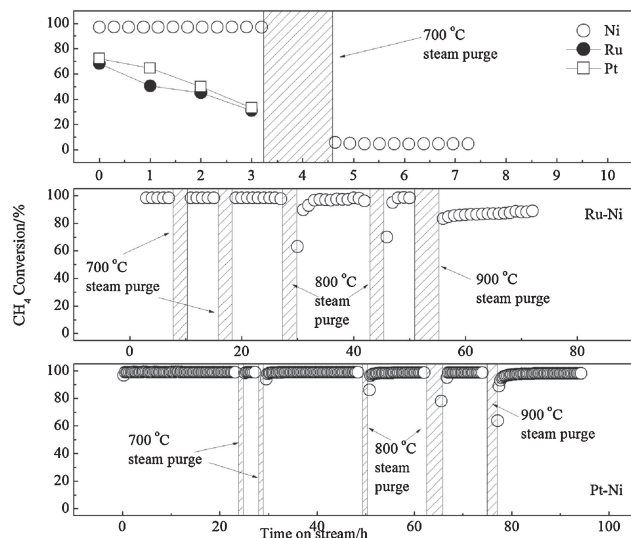 100
80
60
40
20
0
700 °C
steam purge
Ni
Ru
Pt
0 1 2 3 4 5 6 7 8 9 10
CH4 Conversion/%
100
80
60
40
20
0
700 °C
steam purge
800 °C
steam
purge
900 °C
steam purge
Ru-Ni
0 20 40 60 80
100
80
60
40
20
0
700 °C
steam purge
800 °C
steam
purge
900 °C
steam purge
Pt-Ni
0 20 40 60 80 100
Time on stream/h